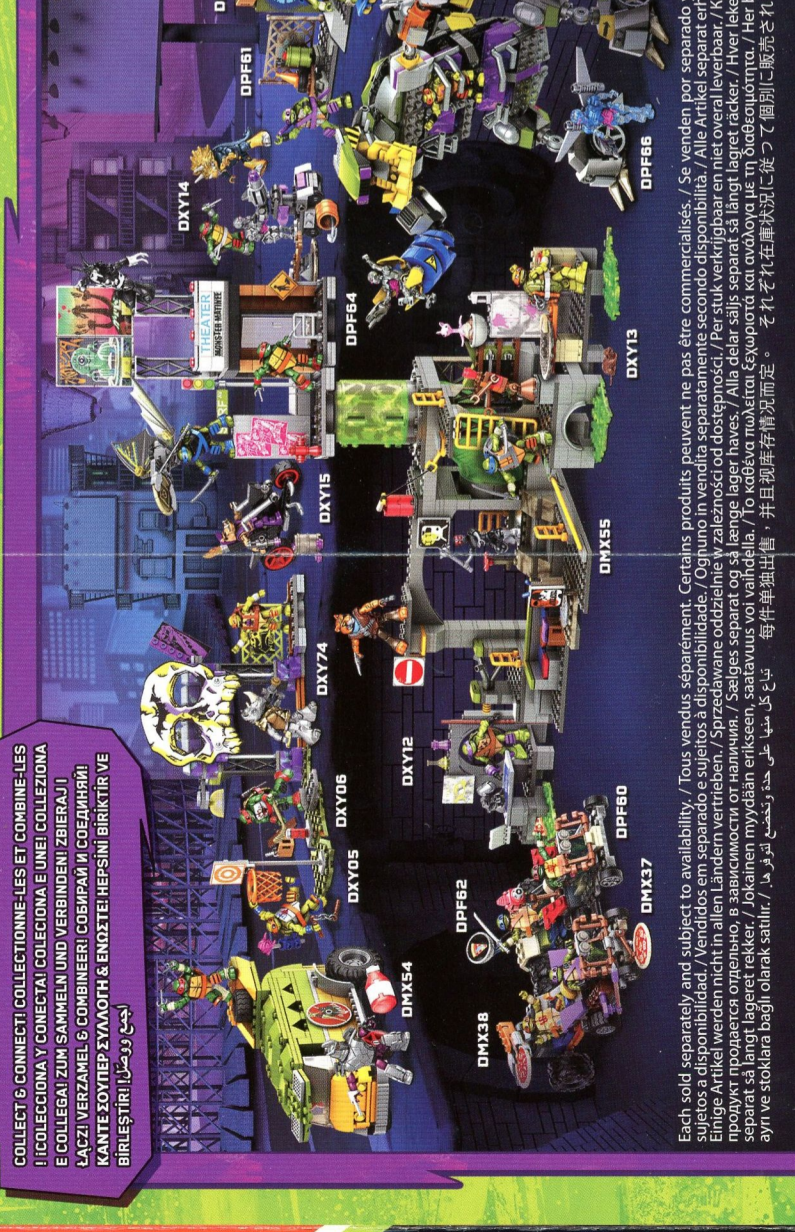 COLLECT & CONNECT! COLLECTIONNE-LES ET COMBINE-LES
! ¡COLECCIONA Y CONECTA! COLECIONA E UNE! COLLEZIONA
E COLLEGA! ZUM SAMMELN UND VERBINDEN! ZBIERAJ I
ŁĄCZ! VERZAMEL & COMBINEER! СОБИРАЙ И СОЕДИНЯЙ!
ΚΑΝΤΕ ΣΟΥΠΕΡ ΣΥΛΛΟΓΗ & ΕΝΩΣΤΕ! HEPSİNİ BİRİKTİR VE
BİRLEŞTİR! اجمع ووصّل!
DPF61
DXY14
THEATER
MONSTER MATINEE
DPF64
DPF66
DXY15
DXY13
DXY74
DMX55
DXY06
DXY12
DXY05
DPF60
DPF62
DMX37
DMX54
DMX38
Each sold separately and subject to availability. / Tous vendus séparément. Certains produits peuvent ne pas être commercialisés. / Se venden por separado
sujetos a disponibilidad. / Vendidos em separado e sujeitos à disponibilidade. / Ognuno in vendita separatamente secondo disponibilità. / Alle Artikel separat erh
Einige Artikel werden nicht in allen Ländern vertrieben. / Sprzedawane oddzielnie w zależności od dostępności. / Per stuk verkrijgbaar en niet overal leverbaar. / К
продукт продается отдельно, в зависимости от наличия. / Sælges separat og så længe lager haves. / Alla delar säljs separat så långt lagret räcker. / Hver leke
separat så langt lageret rekker. / Jokainen myydään erikseen, saatavuus voi vaihdella. / Το καθένα πωλείται ξεχωριστά και ανάλογα με τη διαθεσιμότητα. / Her
ayrı ve stoklara bağlı olarak satılır. / تباع كل منها على حدة وتخضع لتوفرها. 每件单独出售，并且视库存情况而定。 それぞれ在庫状況に従って個別に販売され